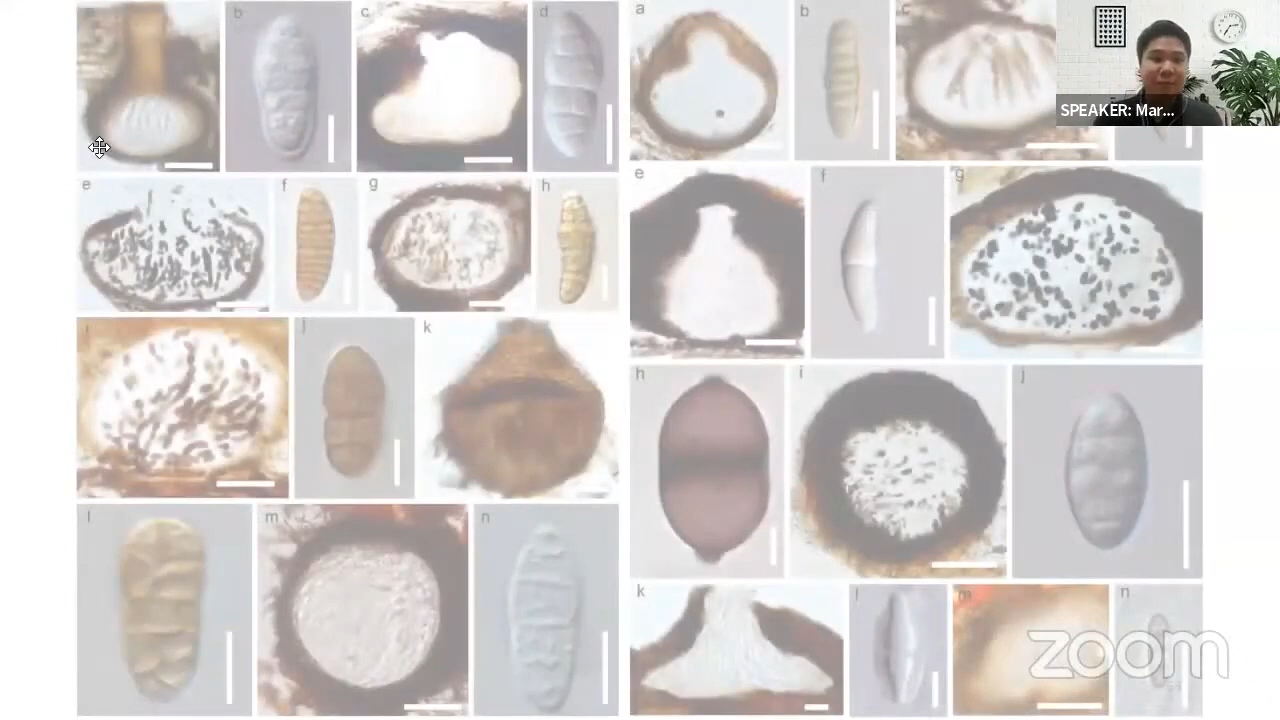 b c d
e f g h
i j k
l m n
a b c
e f g
h i j
k l m n
SPEAKER: Mar...
zoom